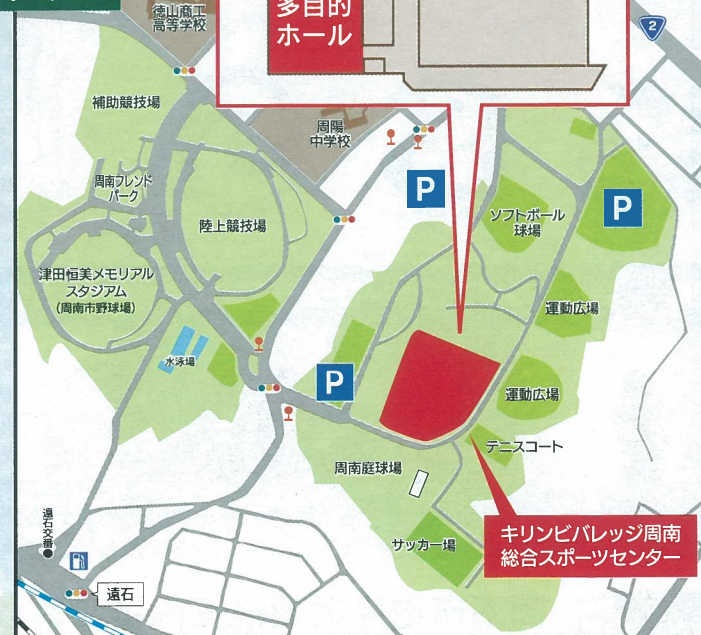 徳山商工
高等学校
多目的
ホール
2
補助競技場
周陽
中学校
周南フレンド
パーク
P
陸上競技場
ソフトボール
球場
P
津田恒美メモリアル
スタジアム
(周南市野球場)
運動広場
水泳場
P
運動広場
テニスコート
周南庭球場
キリンビバレッジ周南
総合スポーツセンター
サッカー場
遠石交番
遠石